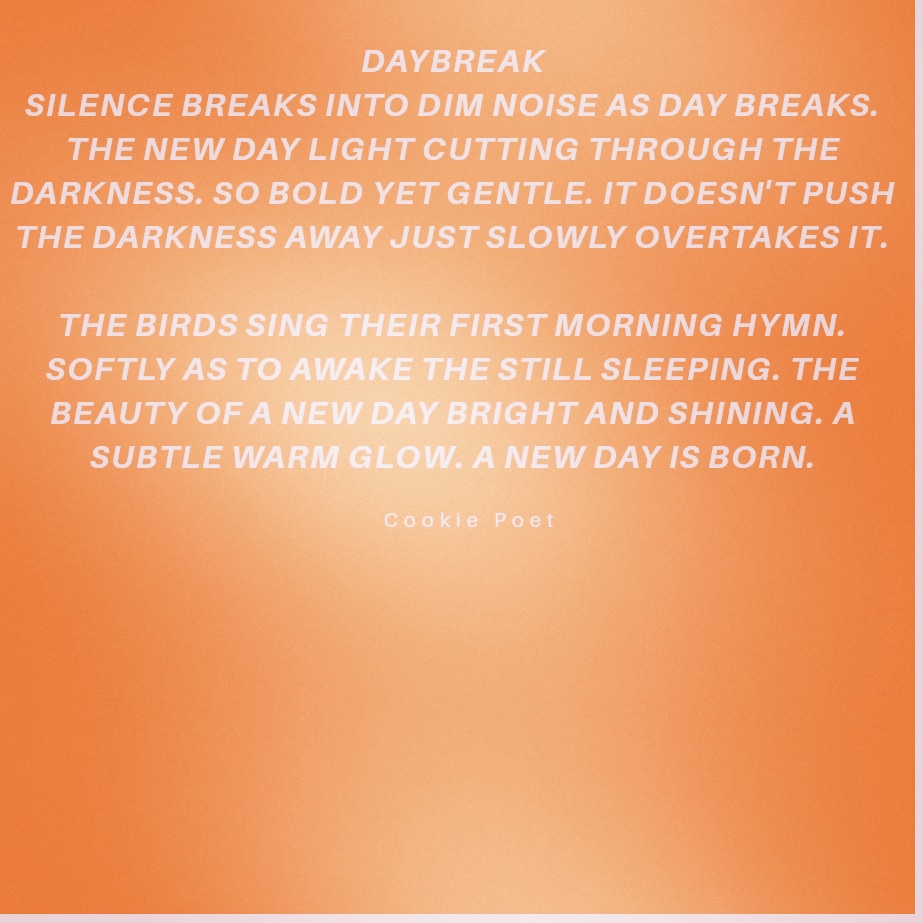 DAYBREAK
SILENCE BREAKS INTO DIM NOISE AS DAY BREAKS.
THE NEW DAY LIGHT CUTTING THROUGH THE
DARKNESS. SO BOLD YET GENTLE. IT DOESN'T PUSH
THE DARKNESS AWAY JUST SLOWLY OVERTAKES IT.
THE BIRDS SING THEIR FIRST MORNING HYMN.
SOFTLY AS TO AWAKE THE STILL SLEEPING. THE
BEAUTY OF A NEW DAY BRIGHT AND SHINING. A
SUBTLE WARM GLOW. A NEW DAY IS BORN.
Cookie Poet